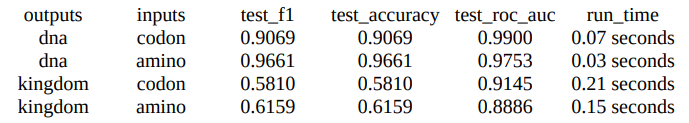 outputs inputs test_f1 test_accuracy test_roc_auc run_time
dna codon 0.9069 0.9069 0.9900 0.07 seconds
dna amino 0.9661 0.9661 0.9753 0.03 seconds
kingdom codon 0.5810 0.5810 0.9145 0.21 seconds
kingdom amino 0.6159 0.6159 0.8886 0.15 seconds